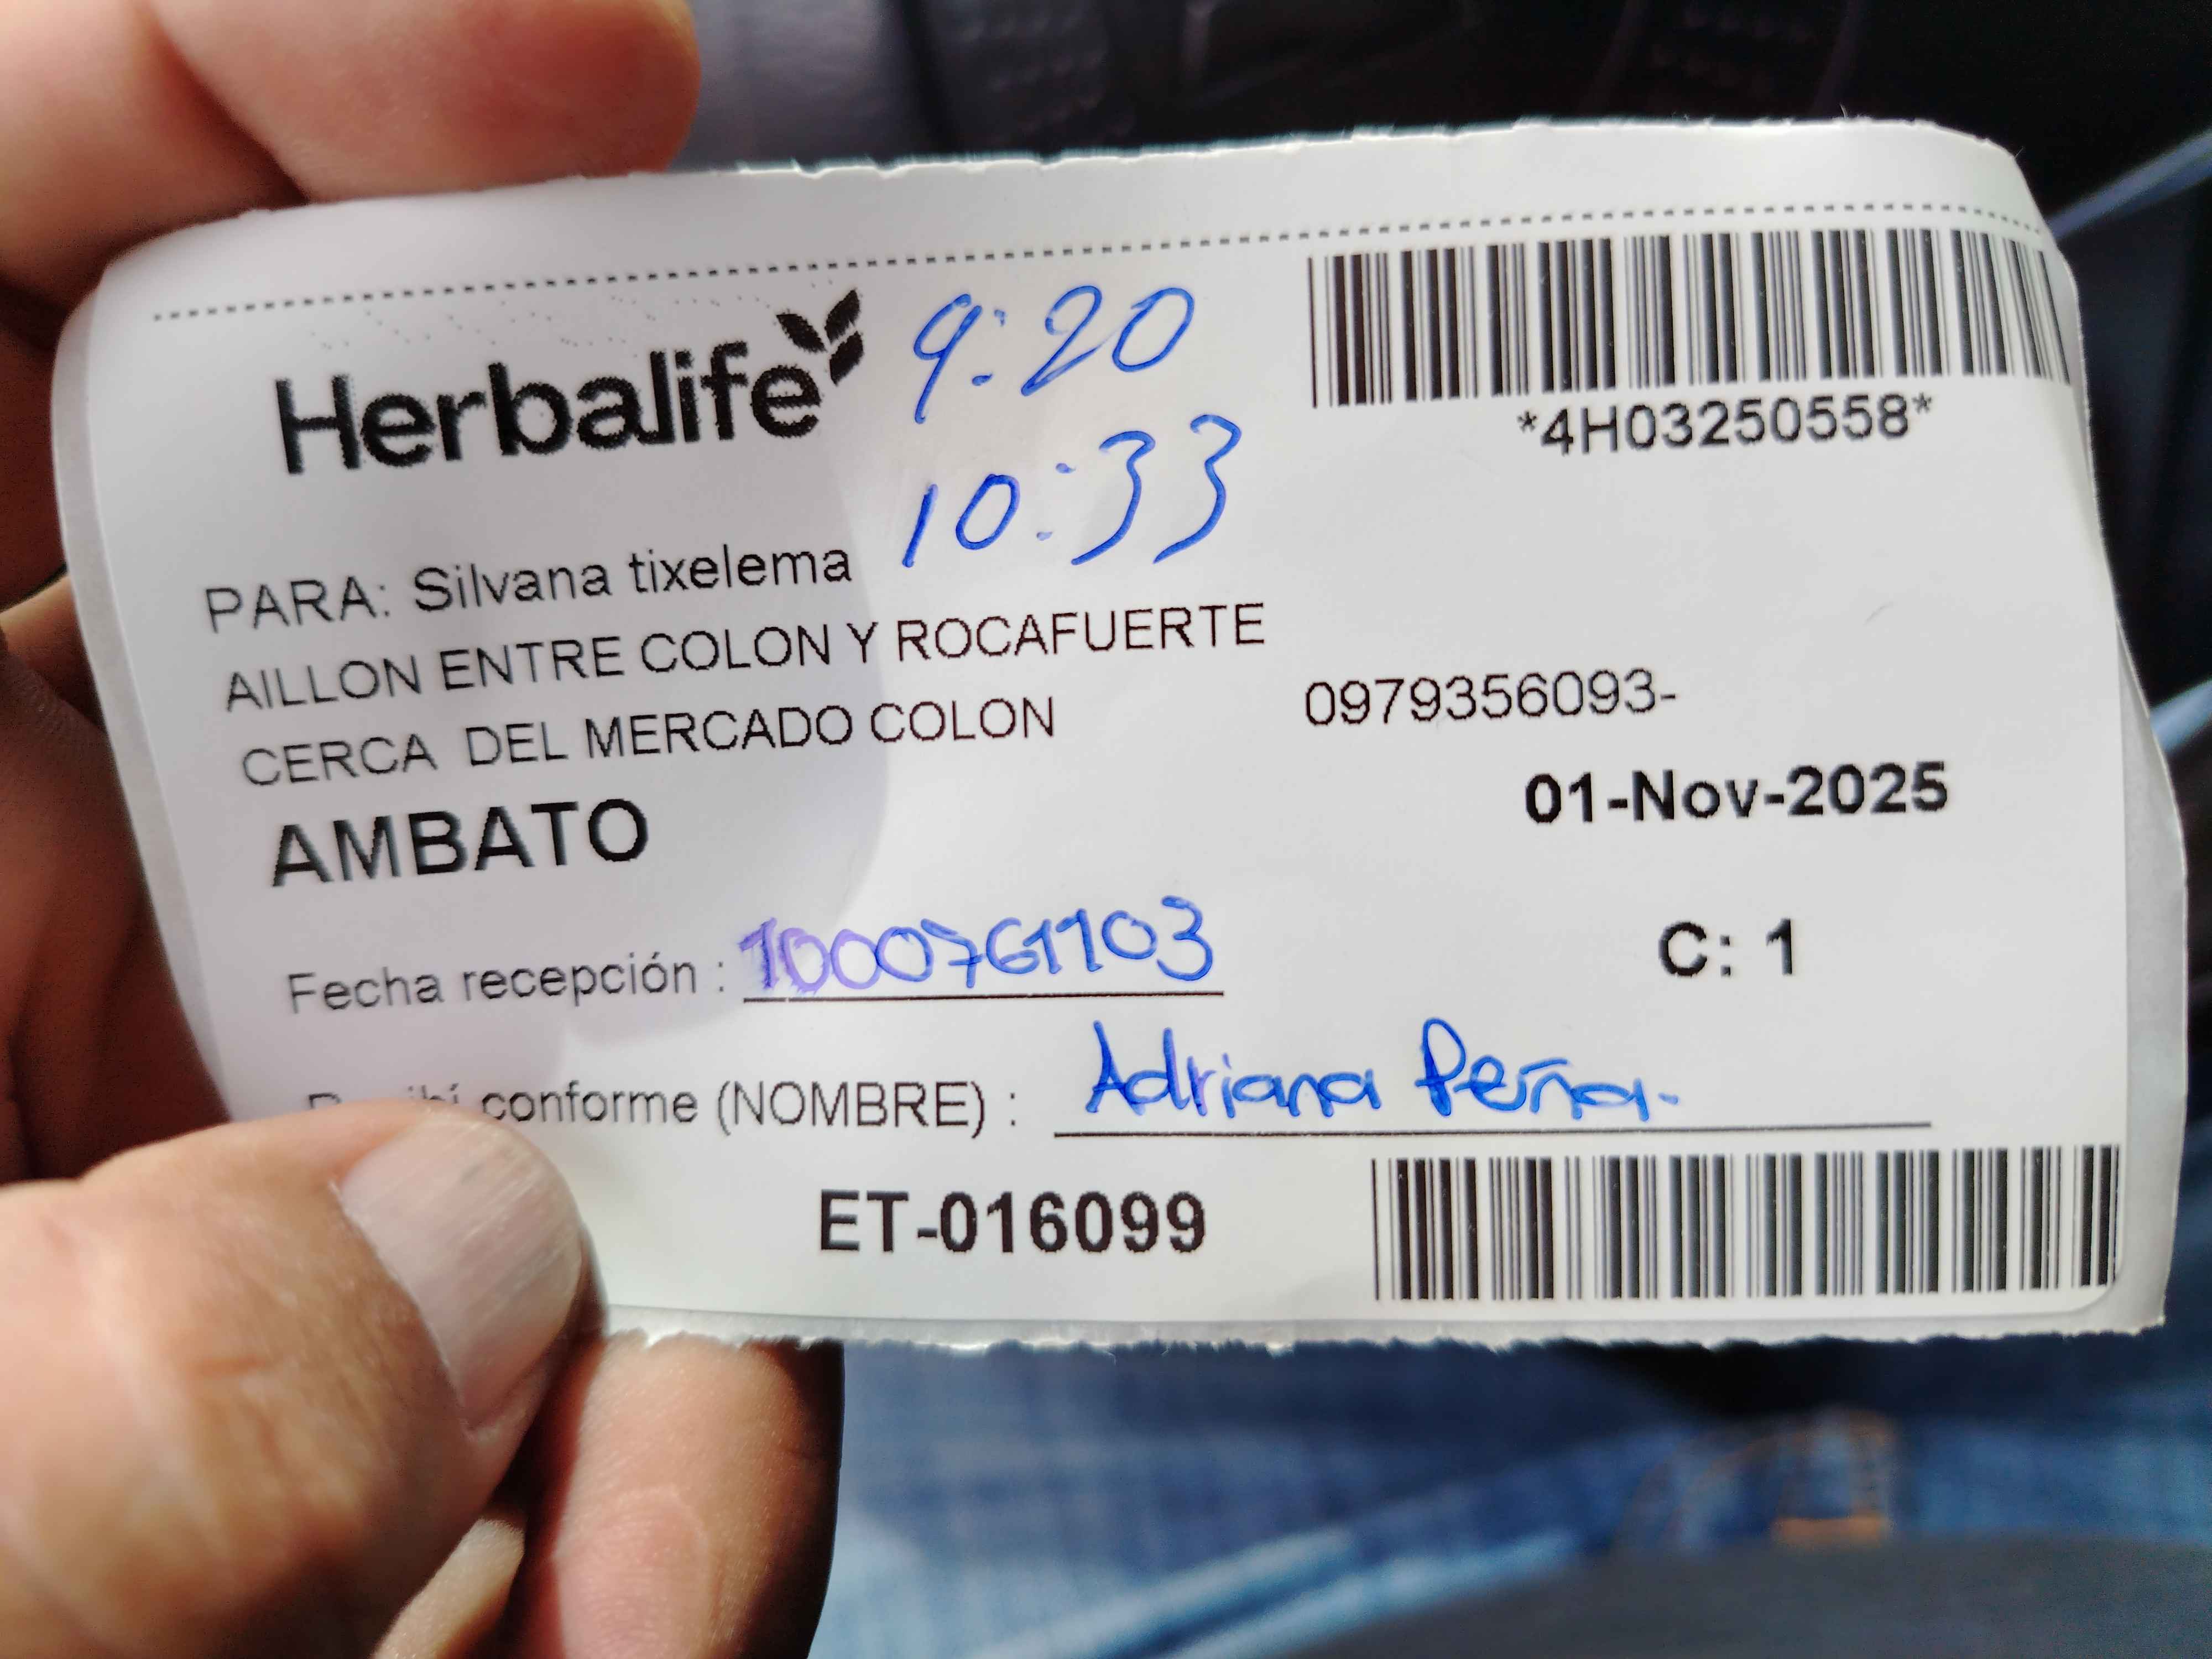 Herbalife
9:20
10:33
*4H03250558*
PARA: Silvana tixelema
AILLON ENTRE COLON Y ROCAFUERTE
CERCA DEL MERCADO COLON
0979356093-
AMBATO
01-Nov-2025
Fecha recepción : 1000761103
C: 1
Recibí conforme (NOMBRE) : Adriana Peña.
ET-016099